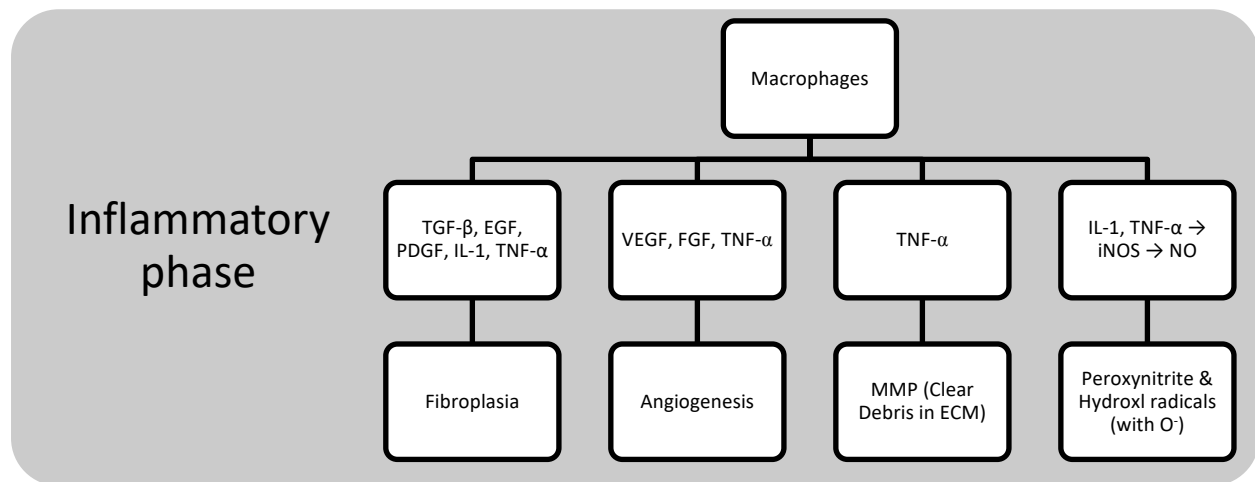 Macrophages
Inflammatory
phase
TGF-β, EGF,
PDGF, IL-1, TNF-α
VEGF, FGF, TNF-α
TNF-α
IL-1, TNF-α →
iNOS → NO
Fibroplasia
Angiogenesis
MMP (Clear
Debris in ECM)
Peroxynitrite &
Hydroxl radicals
(with O⁻)